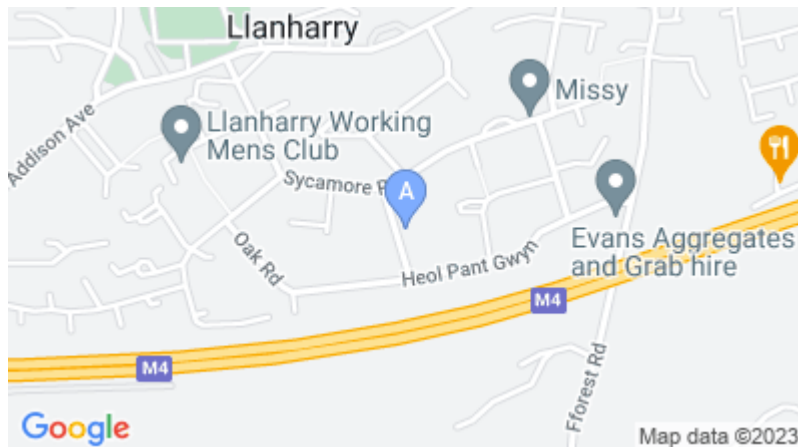 Llanharry
Missy
Addison Ave
Llanharry Working
Mens Club
Sycamore
A
Evans Aggregates
and Grab hire
Oak Rd
Heol Pant Gwyn
M4
M4
Fforest Rd
Google
Map data ©2023